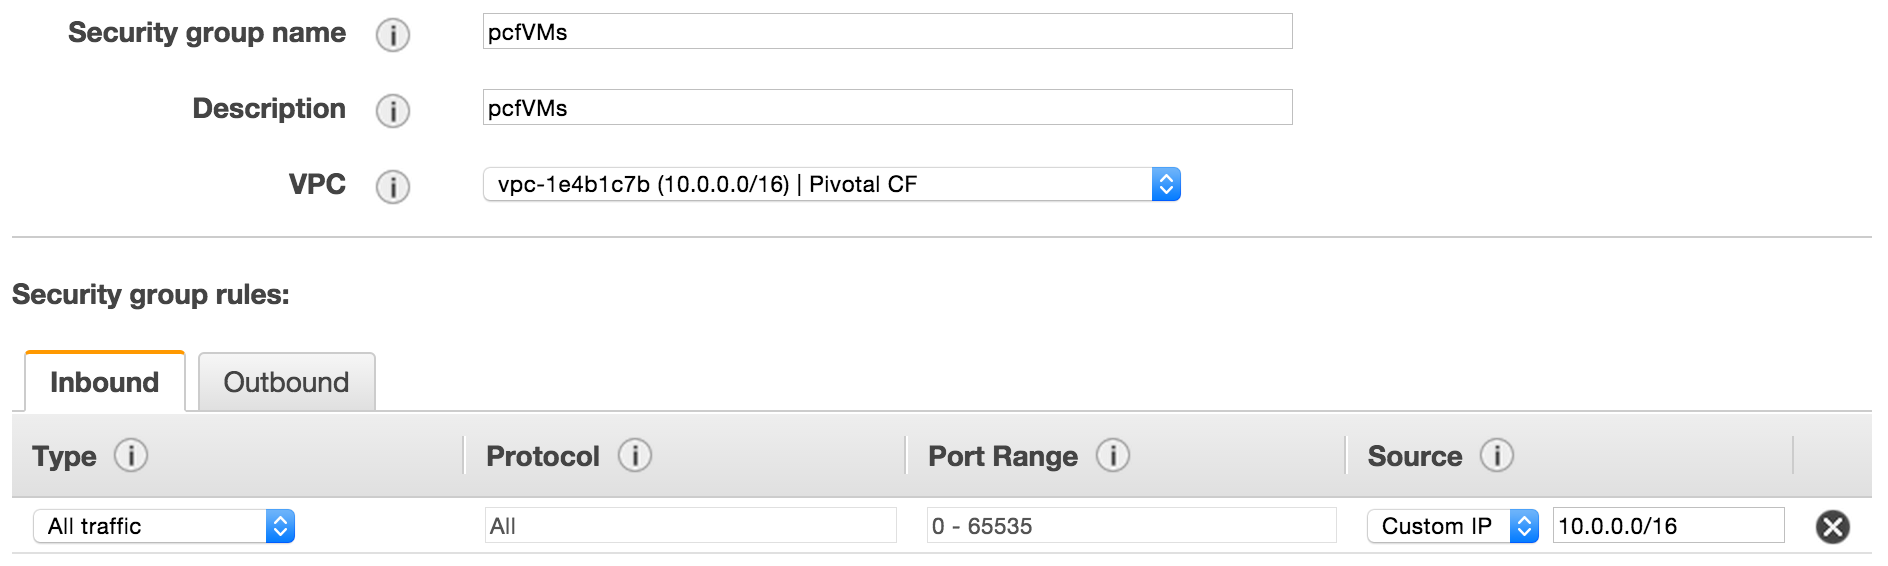 Security group name i pcfVMs
Description i pcfVMs
VPC i vpc-1e4b1c7b (10.0.0.0/16) | Pivotal CF
Security group rules:
Inbound Outbound
Type i Protocol i Port Range i Source i
All traffic All 0 - 65535 Custom IP 10.0.0.0/16